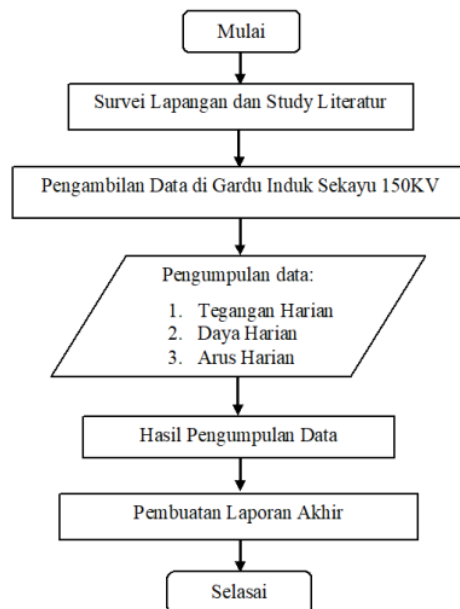 Mulai
Survei Lapangan dan Study Literatur
Pengambilan Data di Gardu Induk Sekayu 150KV
Pengumpulan data:
1. Tegangan Harian
2. Daya Harian
3. Arus Harian
Hasil Pengumpulan Data
Pembuatan Laporan Akhir
Selasai